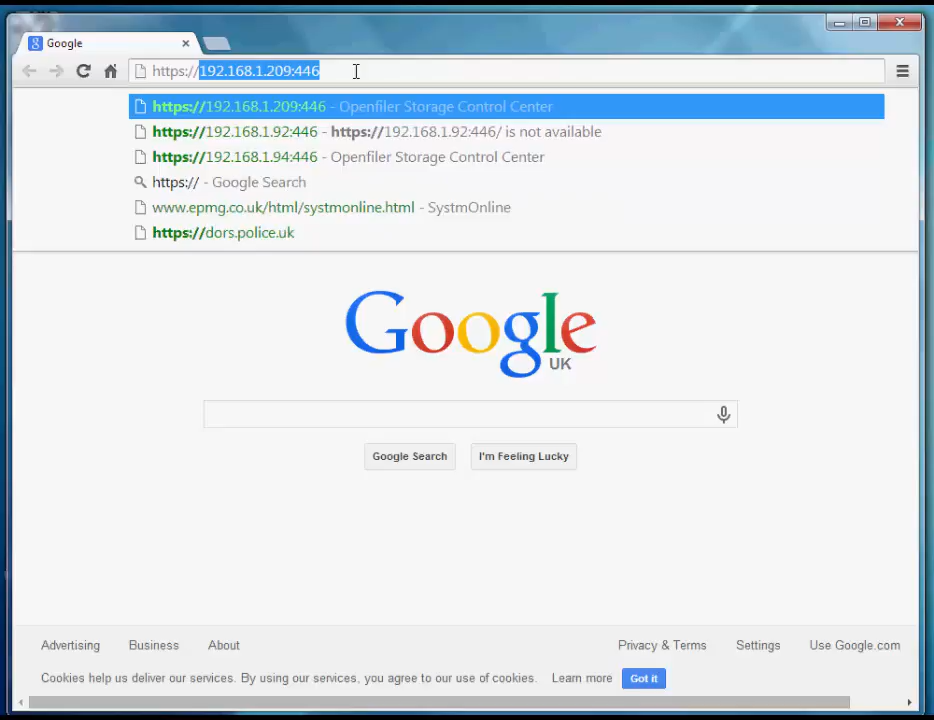 Google
https://192.168.1.209:446
https://192.168.1.209:446 - Openfiler Storage Control Center
https://192.168.1.92:446 - https://192.168.1.92:446/ is not available
https://192.168.1.94:446 - Openfiler Storage Control Center
https:// - Google Search
www.epmg.co.uk/html/systmonline.html - SystmOnline
https://dors.police.uk
Google
UK
Google Search I'm Feeling Lucky
Advertising Business About Privacy & Terms Settings Use Google.com
Cookies help us deliver our services. By using our services, you agree to our use of cookies. Learn more Got it